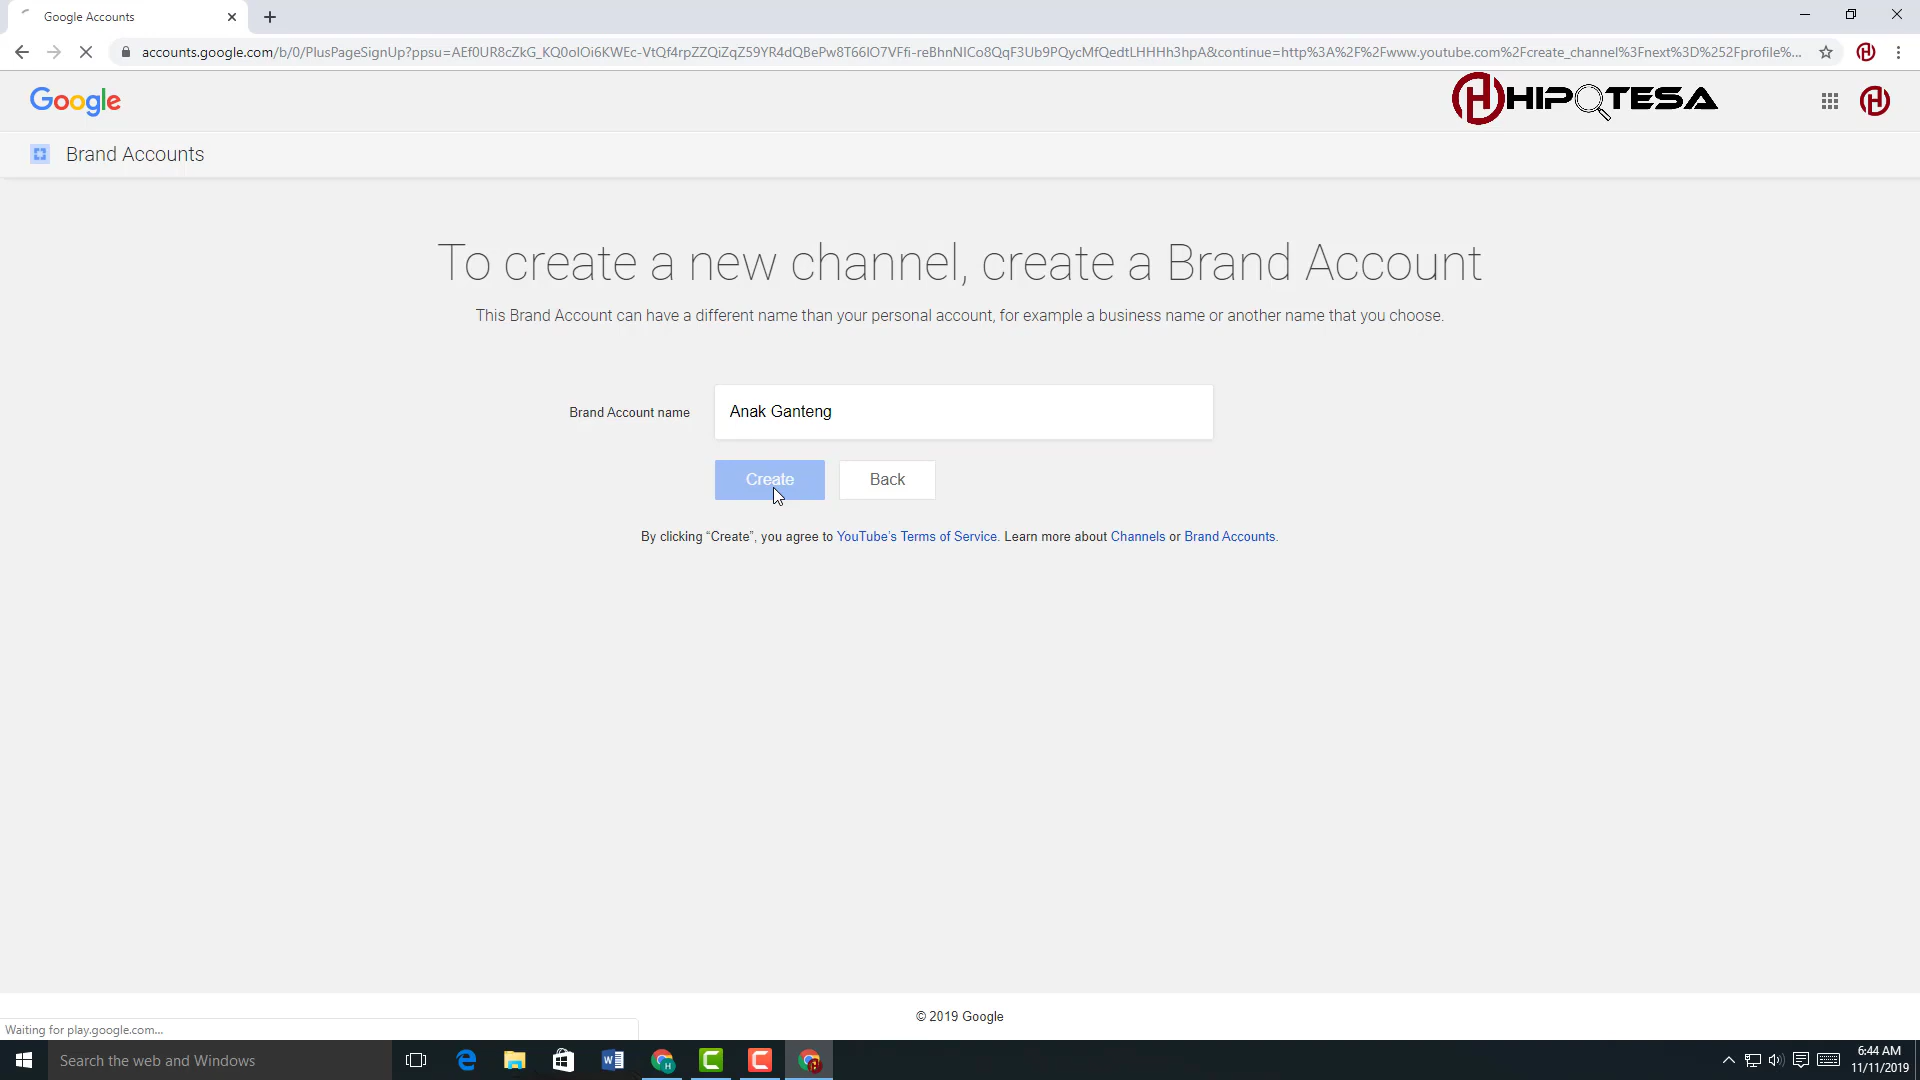 Google Accounts
accounts.google.com/b/0/PlusPageSignUp?ppsu=AEf0UR8cZkG_KQ0olOi6KWEc-VtQf4rpZZQiZqZ59YR4dQBePw8T66lO7VFfi-reBhnNICo8QqF3Ub9PQycMfQedtLHHHh3hpA&continue=http%3A%2F%2Fwww.youtube.com%2Fcreate_channel%3Fnext%3D%252Fprofile%...
Google
HIPOTESA
Brand Accounts
To create a new channel, create a Brand Account
This Brand Account can have a different name than your personal account, for example a business name or another name that you choose.
Brand Account name
Anak Ganteng
Create
Back
By clicking “Create”, you agree to YouTube's Terms of Service. Learn more about Channels or Brand Accounts.
© 2019 Google
Waiting for play.google.com...
Search the web and Windows
6:44 AM
11/11/2019